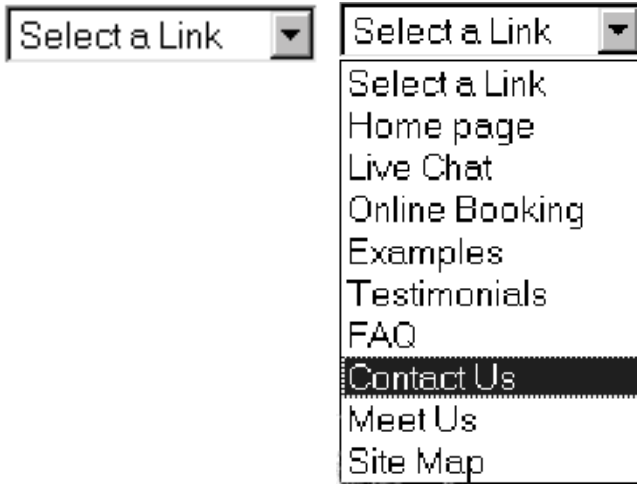 Select a Link
Select a Link
Select a Link
Home page
Live Chat
Online Booking
Examples
Testimonials
FAQ
Contact Us
Meet Us
Site Map